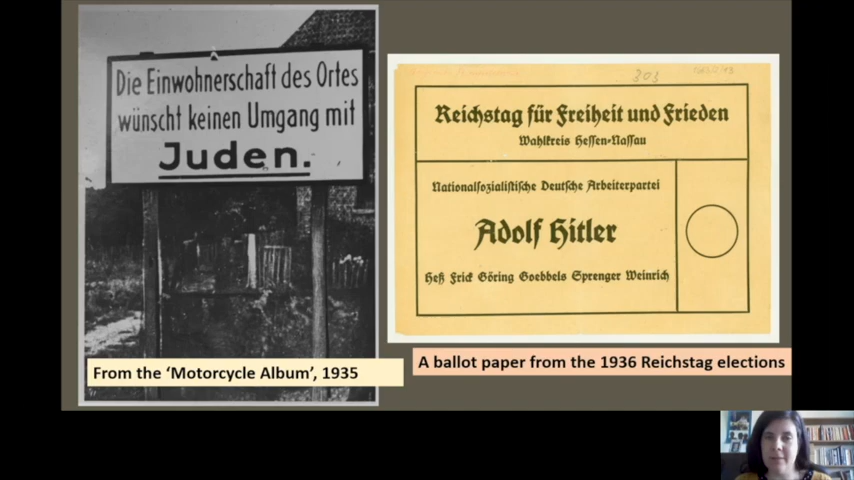 Die Einwohnerschaft des Ortes
wünscht keinen Umgang mit
Juden.
From the ‘Motorcycle Album’, 1935
303
Reichstag für Freiheit und Frieden
Wahlkreis Hessen-Nassau
Nationalsozialistische Deutsche Arbeiterpartei
Adolf Hitler
Heß Frick Göring Goebbels Sprenger Weinrich
A ballot paper from the 1936 Reichstag elections